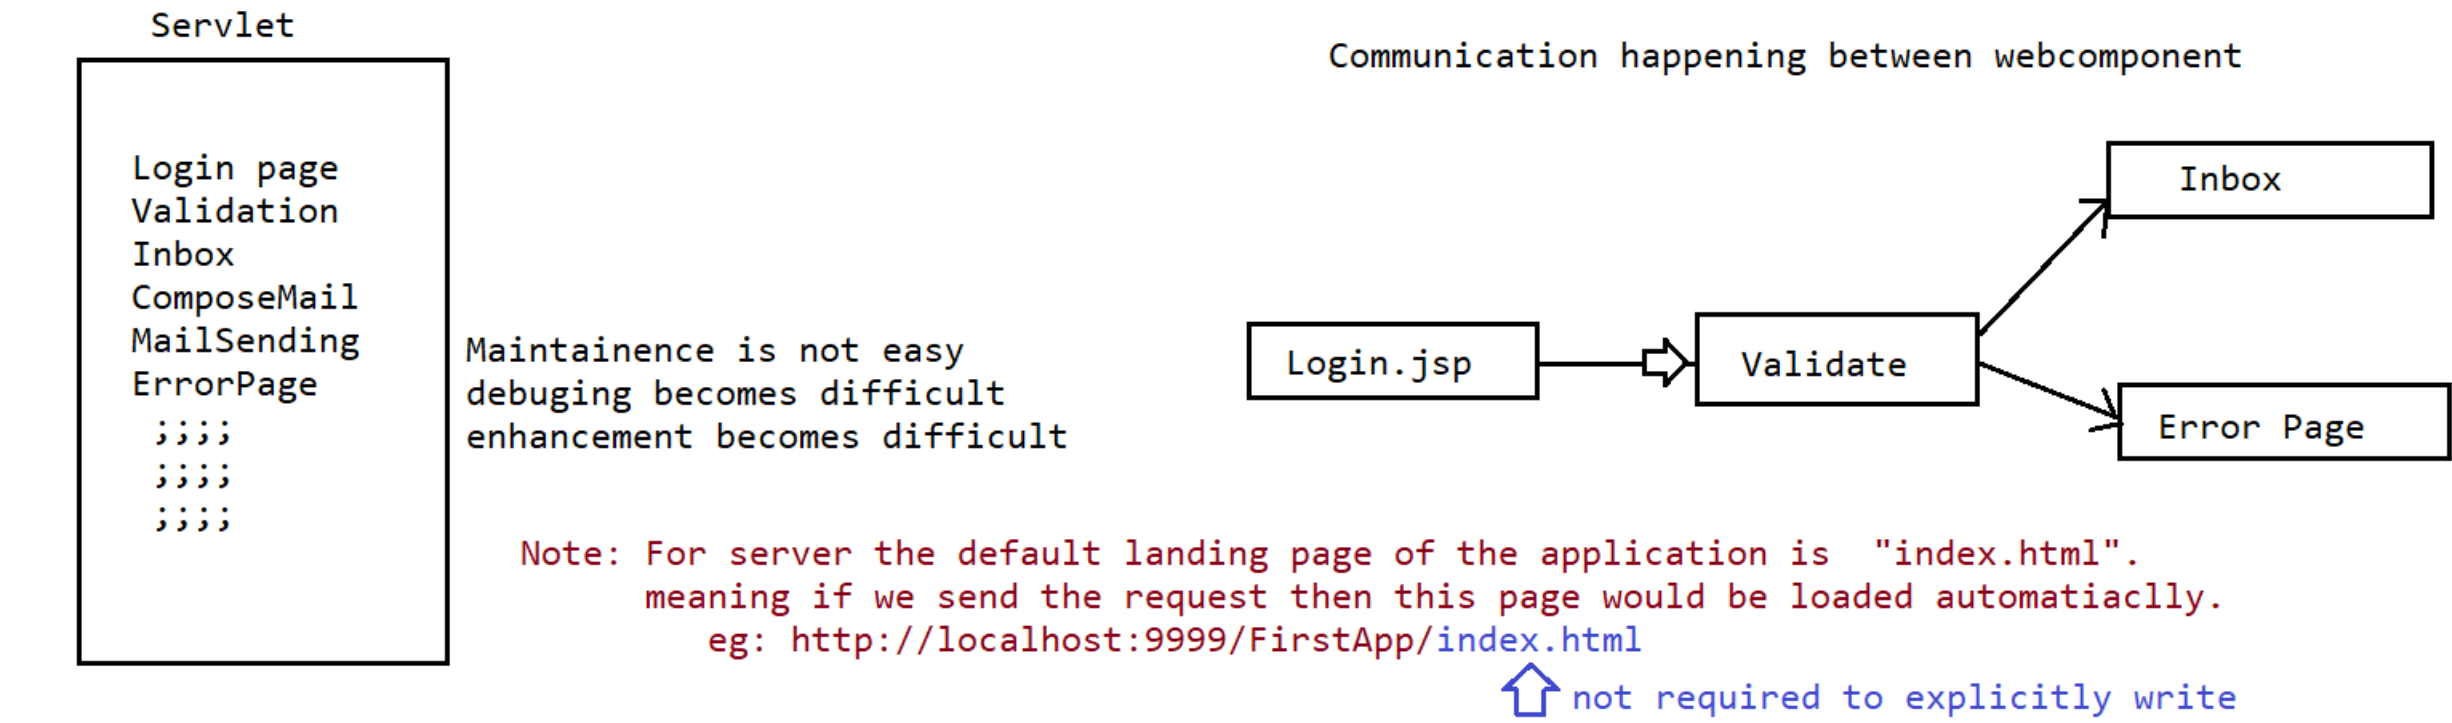 Servlet
Login page
Validation
Inbox
ComposeMail
MailSending
ErrorPage
;;;;
;;;;
;;;;
Maintainence is not easy
debuging becomes difficult
enhancement becomes difficult
Communication happening between webcomponent
Login.jsp
Validate
Inbox
Error Page
Note: For server the default landing page of the application is "index.html".
meaning if we send the request then this page would be loaded automatiaclly.
eg: http://localhost:9999/FirstApp/index.html
not required to explicitly write